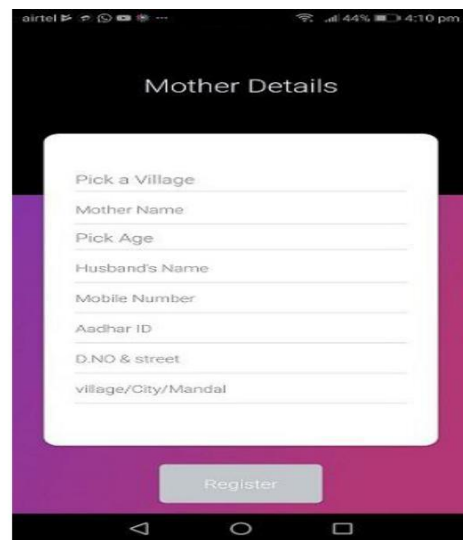 airtel 44% 4:10 pm
Mother Details
Pick a Village
Mother Name
Pick Age
Husband's Name
Mobile Number
Aadhar ID
D.NO & street
village/City/Mandal
Register